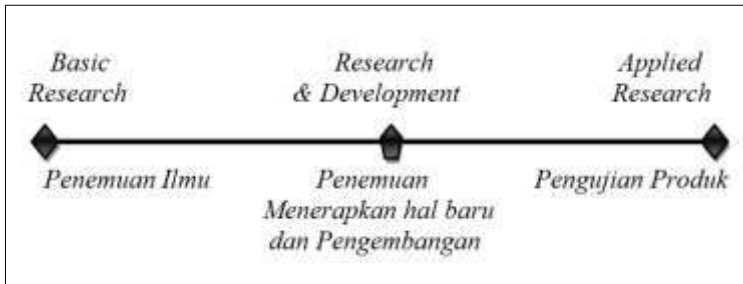 Basic
Research
Research
& Development
Applied
Research
Penemuan Ilmu
Penemuan
Menerapkan hal baru
dan Pengembangan
Pengujian Produk